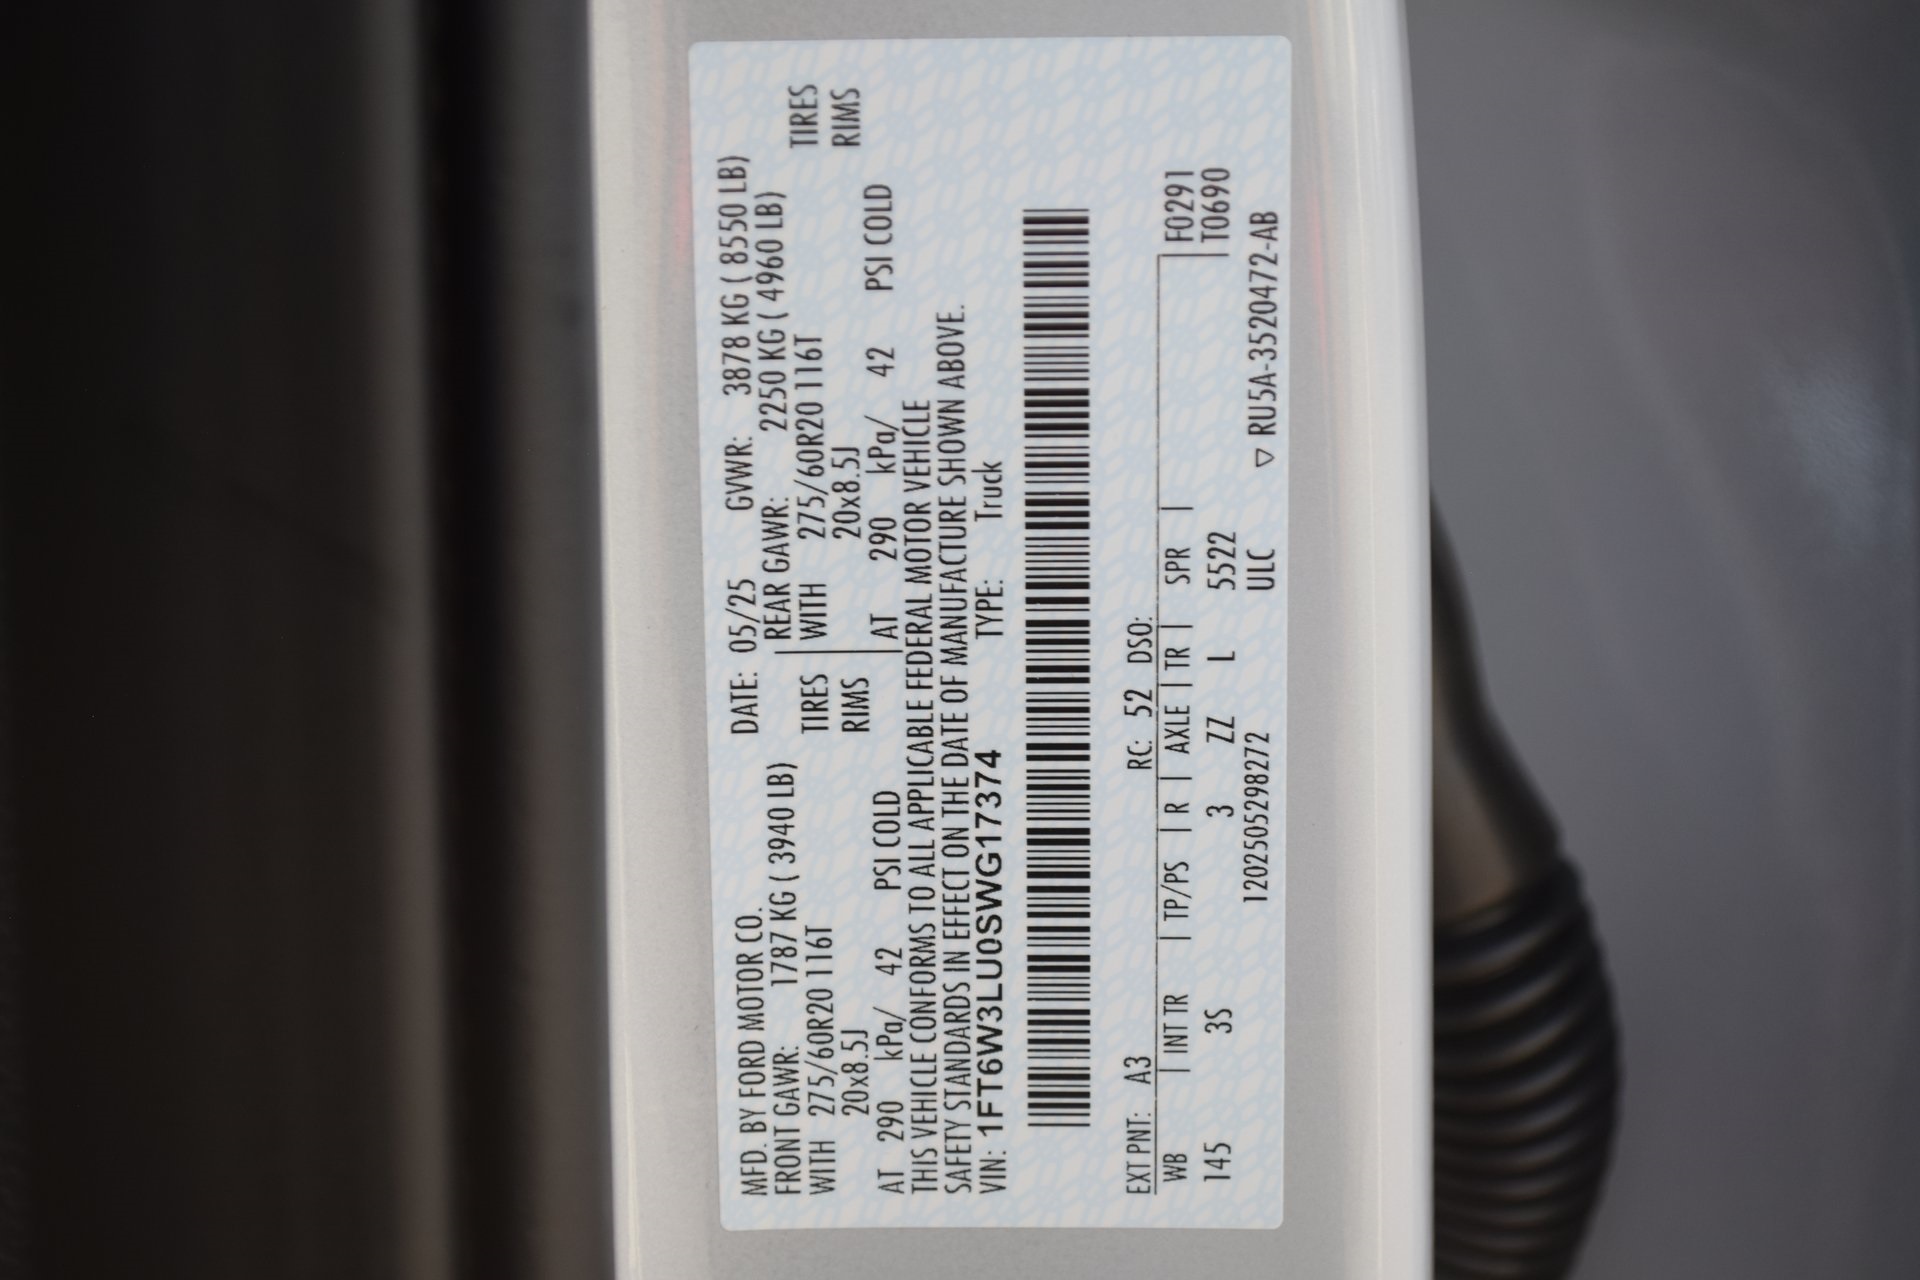 MFD. BY FORD MOTOR CO. DATE: 05/25 GVWR: 3878 KG ( 8550 LB)
FRONT GAWR: 1787 KG ( 3940 LB) REAR GAWR: 2250 KG ( 4960 LB)
WITH 275/60R20 116T TIRES WITH 275/60R20 116T TIRES
20x8.5J RIMS 20x8.5J RIMS
AT 290 kPa/ 42 PSI COLD AT 290 kPa/ 42 PSI COLD
THIS VEHICLE CONFORMS TO ALL APPLICABLE FEDERAL MOTOR VEHICLE
SAFETY STANDARDS IN EFFECT ON THE DATE OF MANUFACTURE SHOWN ABOVE.
VIN: 1FT6W3LU0SWG17374 TYPE: Truck
EXT PNT: A3 RC: 52 DSO:
WB | INT TR | TP/PS | R | AXLE | TR | SPR | F0291
145 3S 3 ZZ L 5522 T0690
1202505298272 ULC ▽ RU5A-3520472-AB